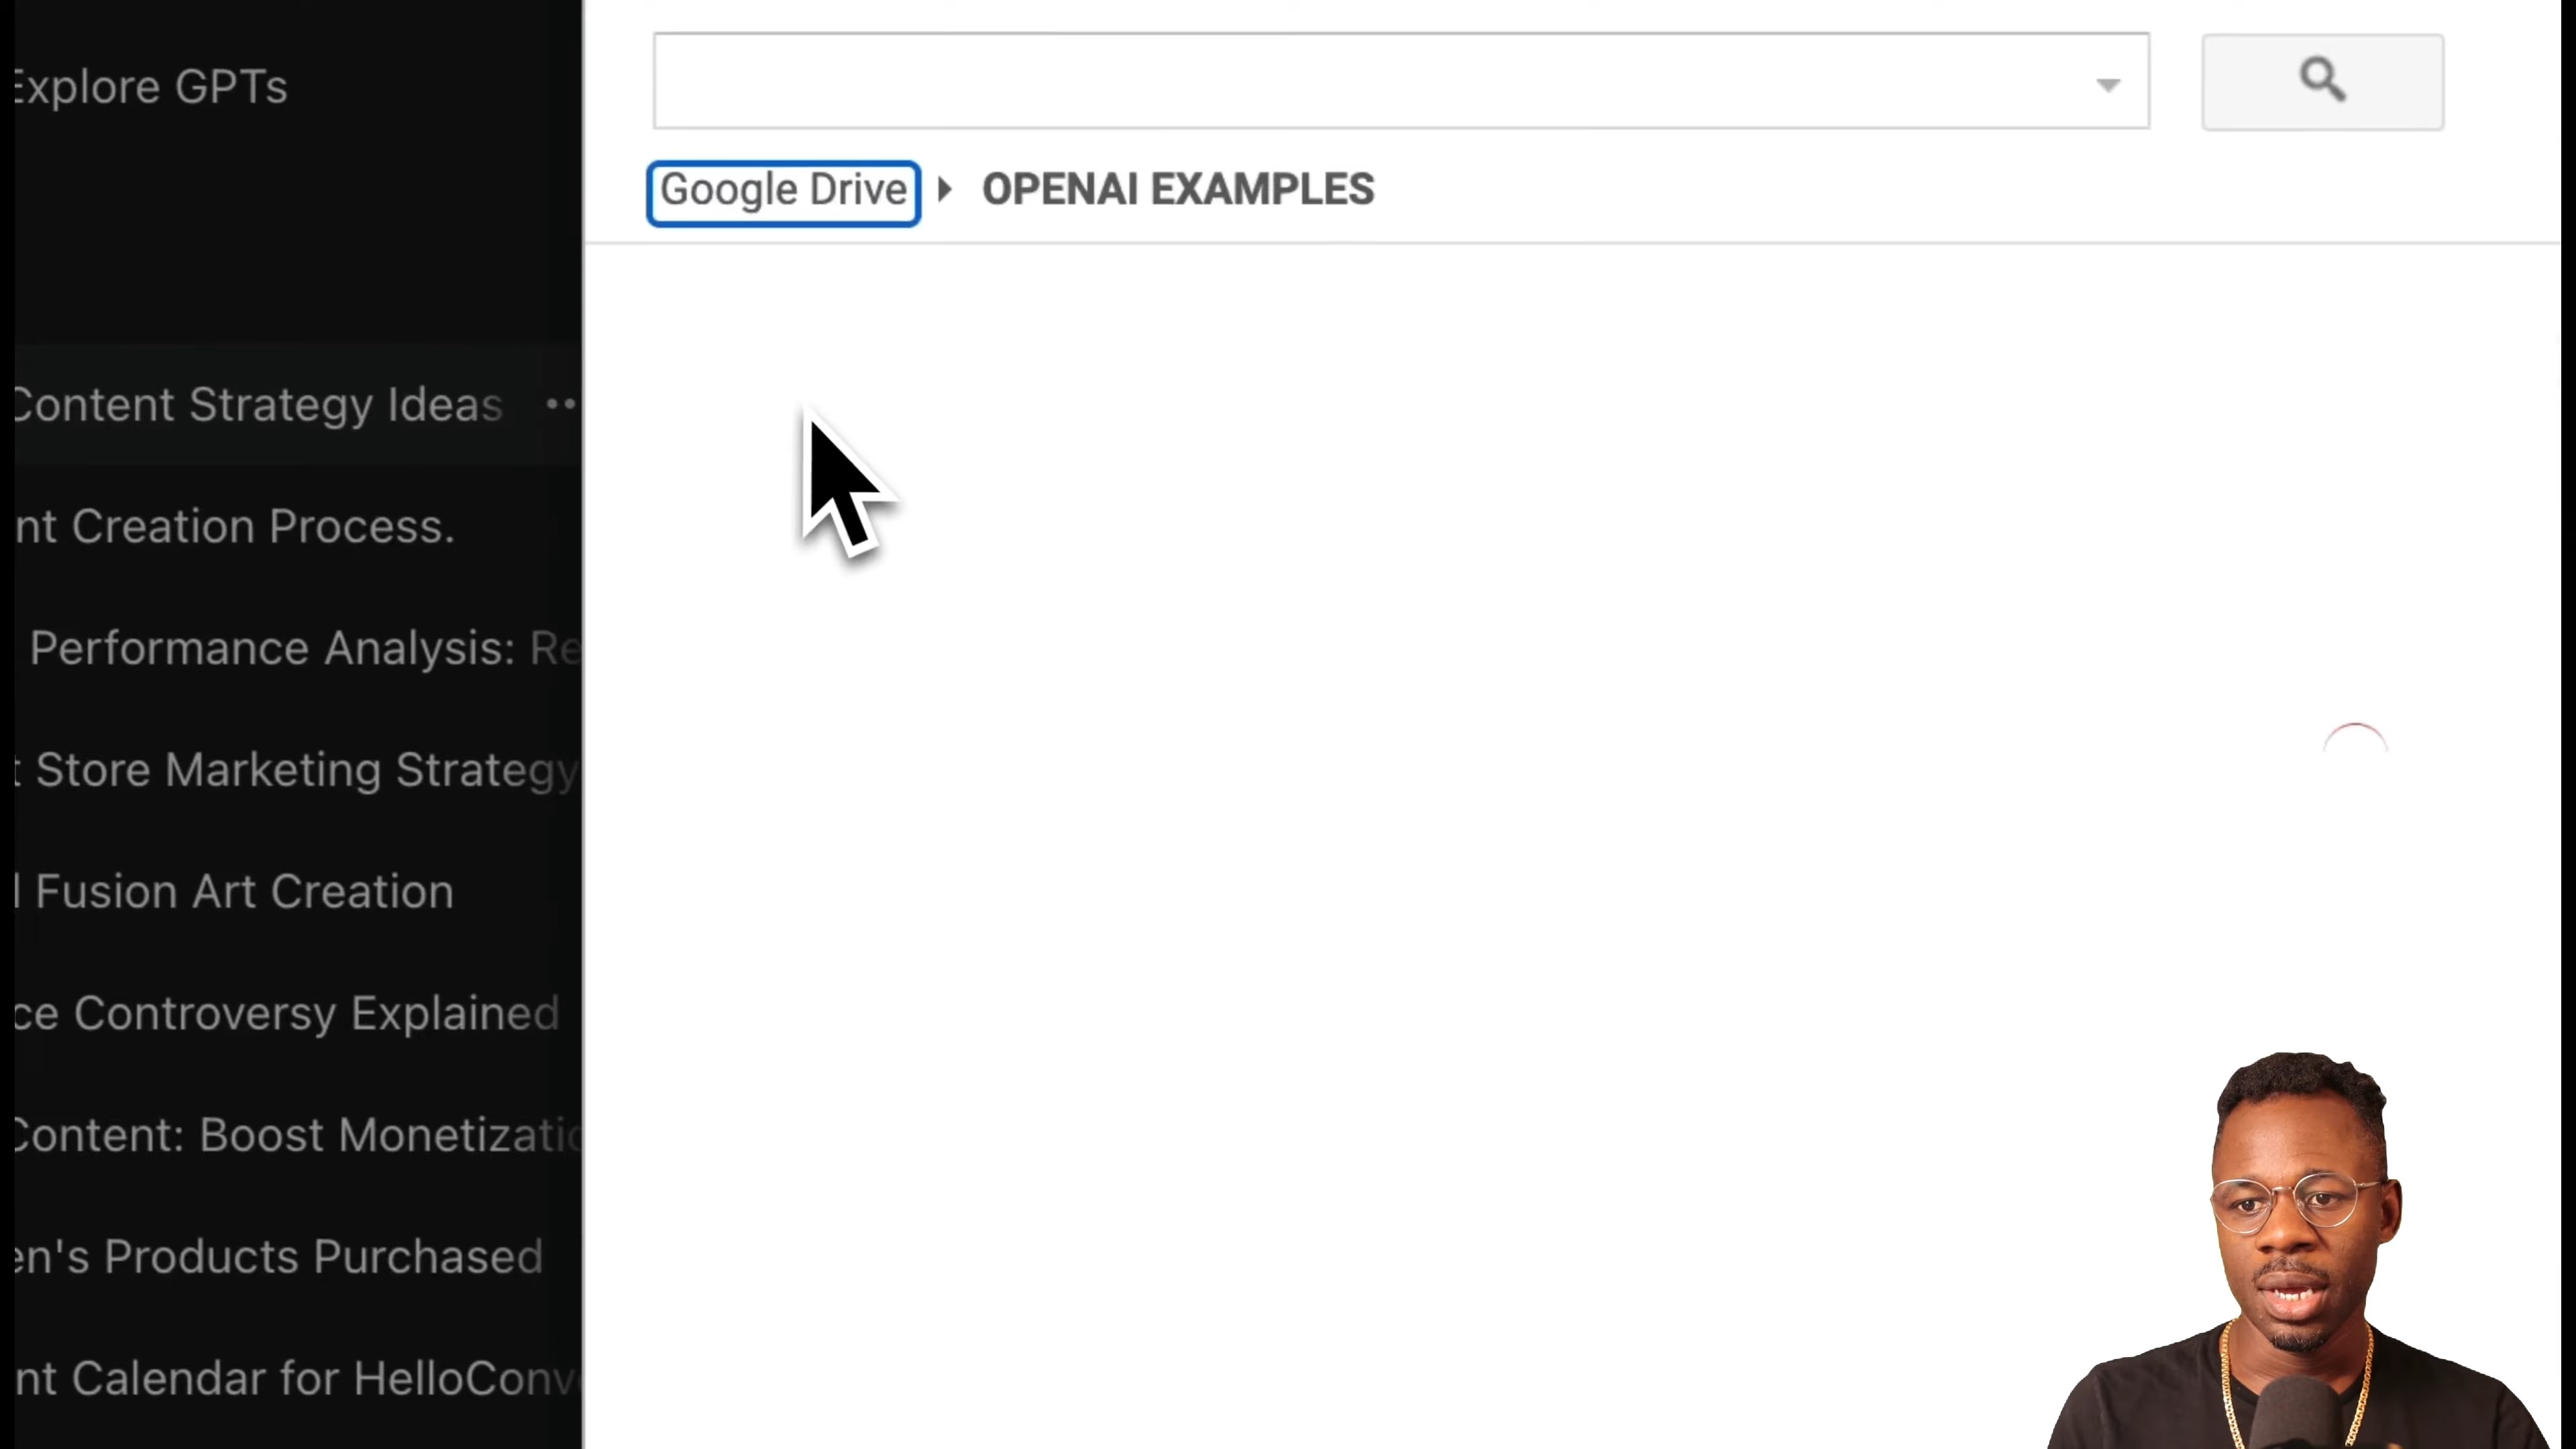 Explore GPTs
Google Drive OPENAI EXAMPLES
Content Strategy Ideas
nt Creation Process.
Performance Analysis: Re
t Store Marketing Strategy
l Fusion Art Creation
ce Controversy Explained
Content: Boost Monetizatio
en's Products Purchased
nt Calendar for HelloConv